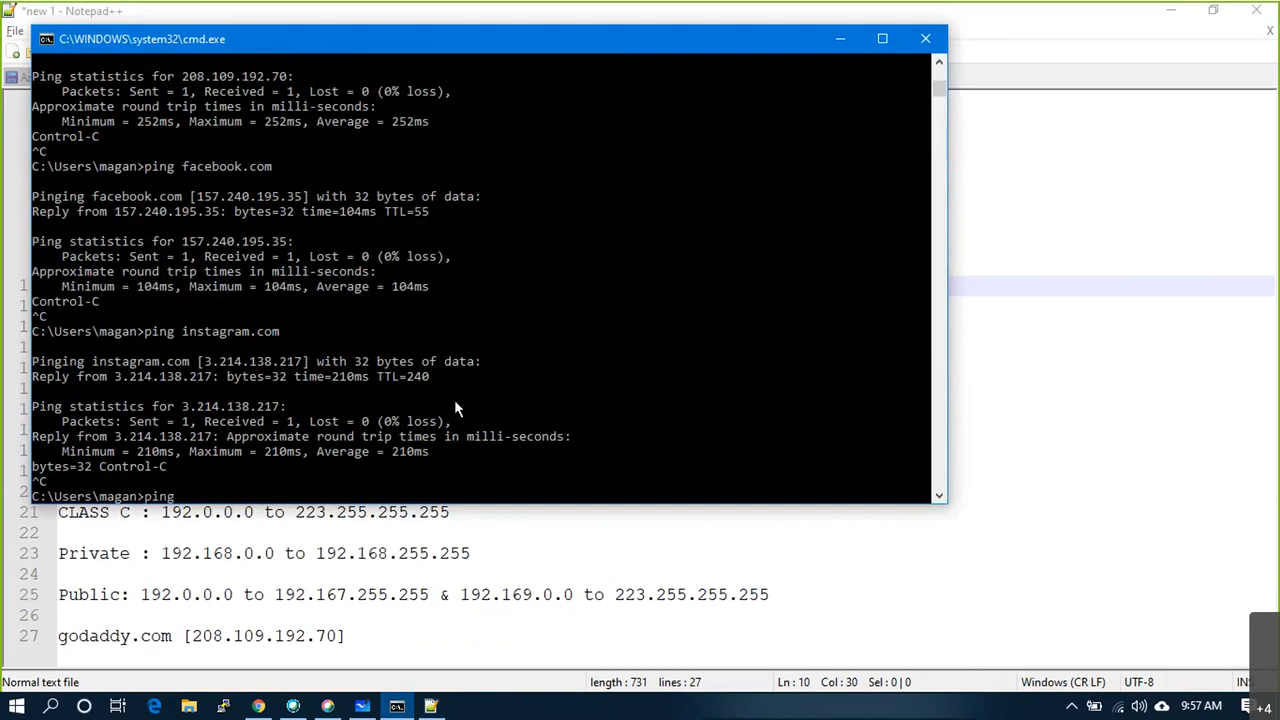 *new 1 - Notepad++
File
X
C:\WINDOWS\system32\cmd.exe
Ping statistics for 208.109.192.70:
Packets: Sent = 1, Received = 1, Lost = 0 (0% loss),
Approximate round trip times in milli-seconds:
Minimum = 252ms, Maximum = 252ms, Average = 252ms
Control-C
^C
C:\Users\magan>ping facebook.com
Pinging facebook.com [157.240.195.35] with 32 bytes of data:
Reply from 157.240.195.35: bytes=32 time=104ms TTL=55
Ping statistics for 157.240.195.35:
Packets: Sent = 1, Received = 1, Lost = 0 (0% loss),
Approximate round trip times in milli-seconds:
Minimum = 104ms, Maximum = 104ms, Average = 104ms
Control-C
^C
C:\Users\magan>ping instagram.com
Pinging instagram.com [3.214.138.217] with 32 bytes of data:
Reply from 3.214.138.217: bytes=32 time=210ms TTL=240
Ping statistics for 3.214.138.217:
Packets: Sent = 1, Received = 1, Lost = 0 (0% loss),
Reply from 3.214.138.217: Approximate round trip times in milli-seconds:
Minimum = 210ms, Maximum = 210ms, Average = 210ms
bytes=32 Control-C
^C
C:\Users\magan>ping
21 CLASS C : 192.0.0.0 to 223.255.255.255
22
23 Private : 192.168.0.0 to 192.168.255.255
24
25 Public: 192.0.0.0 to 192.167.255.255 & 192.169.0.0 to 223.255.255.255
26
27 godaddy.com [208.109.192.70]
Normal text file length : 731 lines : 27 Ln : 10 Col : 30 Sel : 0 | 0 Windows (CR LF) UTF-8
9:57 AM +4